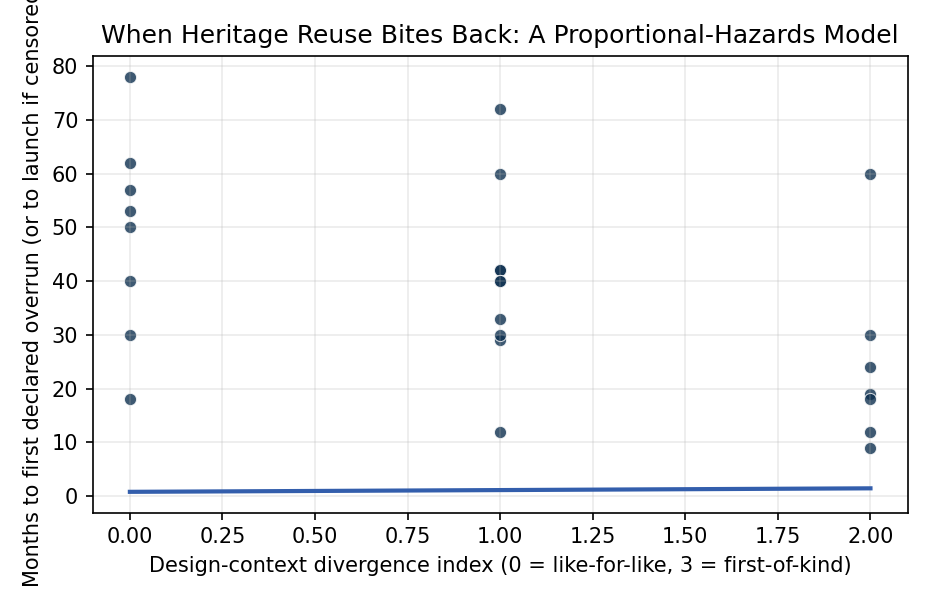 When Heritage Reuse Bites Back: A Proportional-Hazards Model
Months to first declared overrun (or to launch if censored
80
70
60
50
40
30
20
10
0
0.00 0.25 0.50 0.75 1.00 1.25 1.50 1.75 2.00
Design-context divergence index (0 = like-for-like, 3 = first-of-kind)